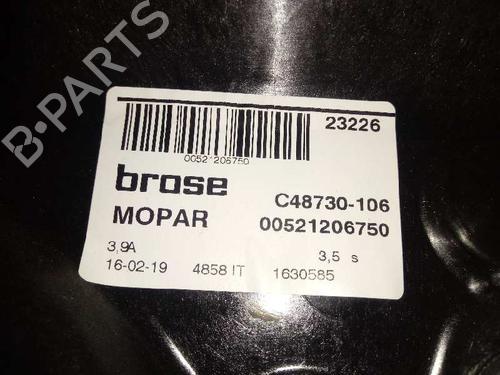 23226
00521206750
brose
C48730-106
MOPAR
00521206750
3,9A
3,5 s
16-02-19
4858 IT
1630585
B-PARTS